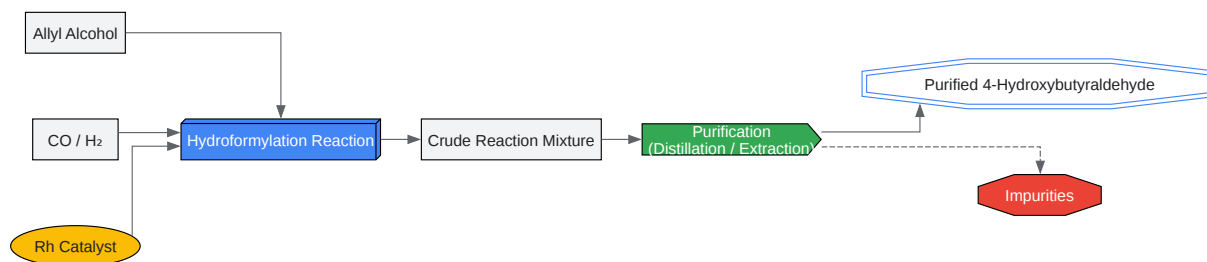 Allyl Alcohol
CO / H₂
Rh Catalyst
Hydroformylation Reaction
Crude Reaction Mixture
Purification
(Distillation / Extraction)
Purified 4-Hydroxybutyraldehyde
Impurities